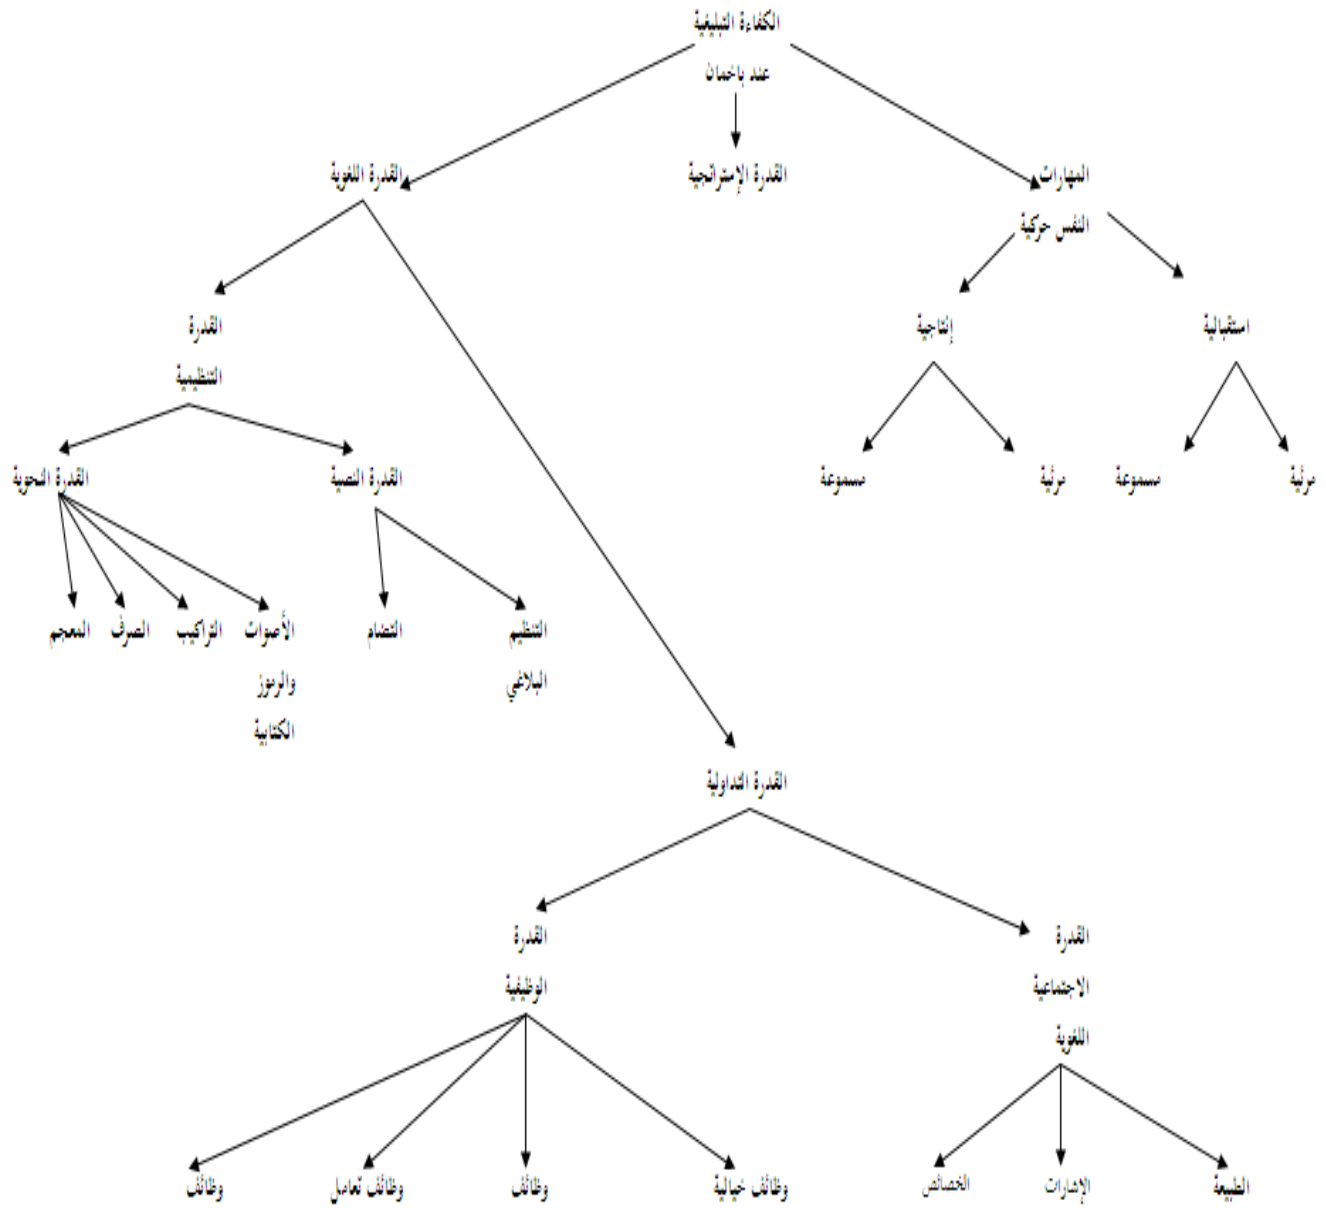 الكفاءة التبليغية
عند باخمان
المهارات
النفس حركية
القدرة الإستراتجية
القدرة اللغوية
استقبالية
إنتاجية
القدرة
التنظيمية
مرئية
مسموعة
مرئية
مسموعة
القدرة النصية
القدرة النحوية
التنظيم
البلاغي
التضام
الأصوات
والرموز
الكتابية
التراكيب
الصرف
المعجم
القدرة التداولية
القدرة
الاجتماعية
اللغوية
القدرة
الوظيفية
الطبيعة
الإشارات
الخصائص
وظائف خيالية
وظائف
وظائف تعامل
وظائف